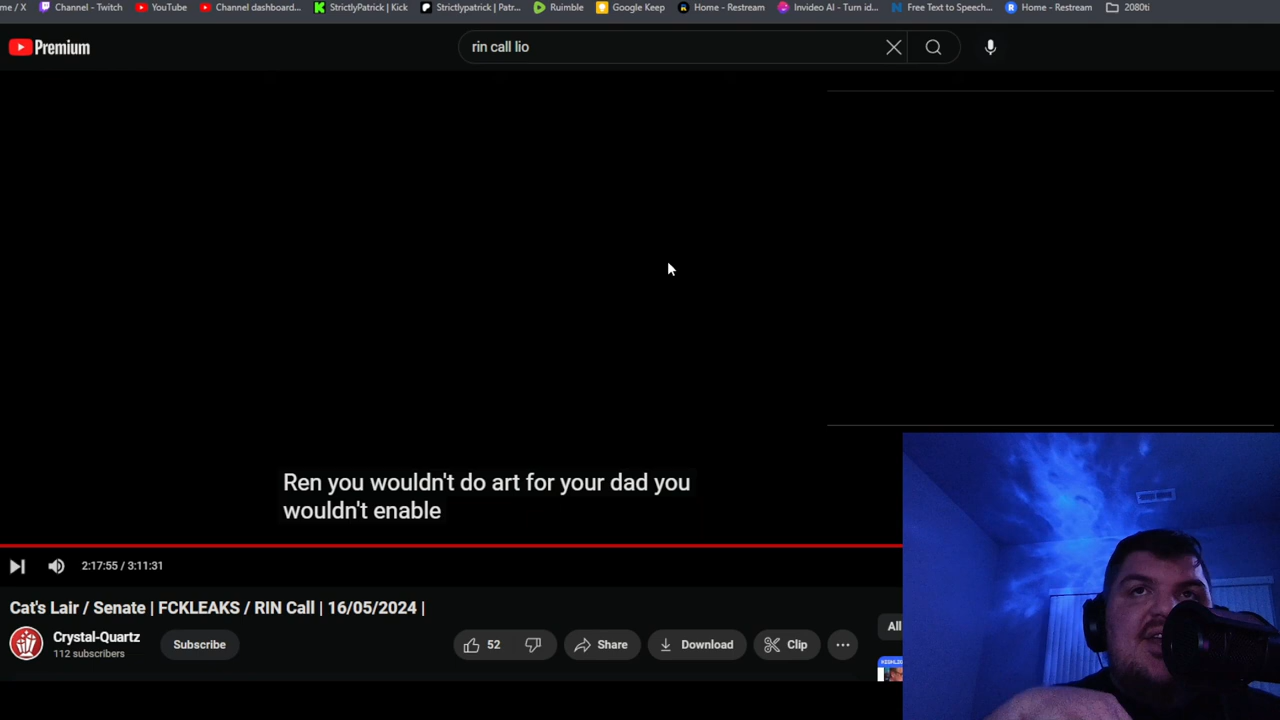 me / X Channel - Twitch YouTube Channel dashboard... StrictlyPatrick | Kick Strictlypatrick | Patr... Rumble Google Keep Home - Restream Invideo AI - Turn id... Free Text to Speech... Home - Restream 2080ti
Premium rin call lio
Ren you wouldn't do art for your dad you
wouldn't enable
2:17:55 / 3:11:31
Cat's Lair / Senate | FCKLEAKS / RIN Call | 16/05/2024 |
All
Crystal-Quartz
112 subscribers
Subscribe 52 Share Download Clip